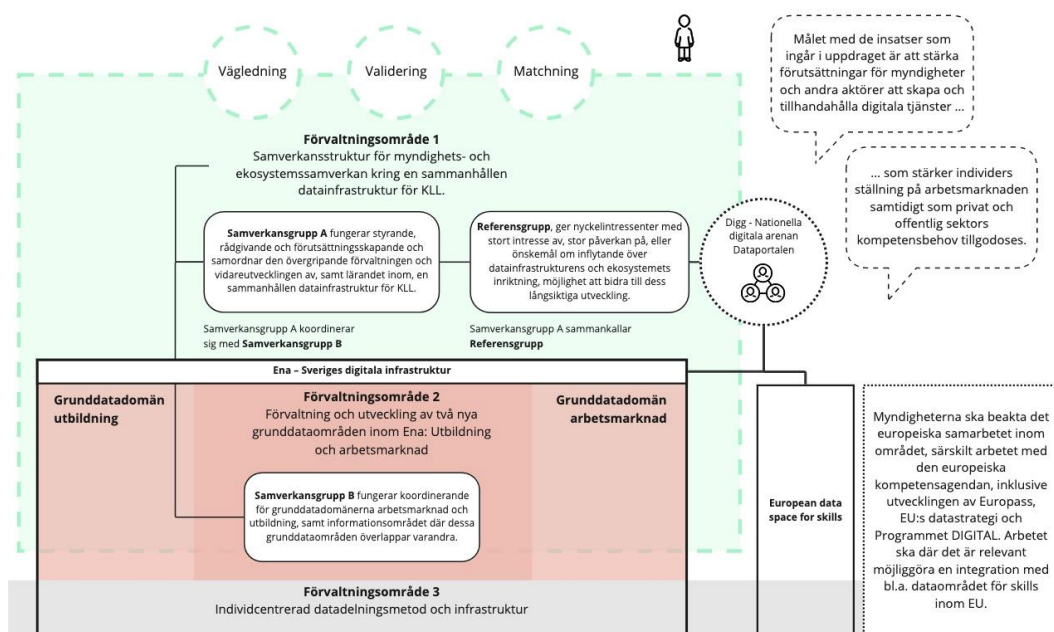 Vägledning
Validering
Matchning
Målet med de insatser som
ingår i uppdraget är att stärka
förutsättningar för myndigheter
och andra aktörer att skapa och
tillhandahålla digitala tjänster ...
... som stärker individers
ställning på arbetsmarknaden
samtidigt som privat och
offentlig sektors
kompetensbehov tillgodoses.
Förvaltningsområde 1
Samverkansstruktur för myndighets- och
ekosystemssamverkan kring en sammanhållen
datainfrastruktur för KLL.
Samverkansgrupp A fungerar styrande,
rådgivande och förutsättningsskapande och
samordnar den övergripande förvaltningen och
vidareutvecklingen av, samt lärandet inom, en
sammanhållen datainfrastruktur för KLL.
Referensgrupp, ger nyckelintressenter med
stort intresse av, stor påverkan på, eller
önskemål om inflytande över
datainfrastrukturens och ekosystemets
inriktning, möjlighet att bidra till dess
långsiktiga utveckling.
Digg - Nationella
digitala arenan
Dataportalen
Samverkansgrupp A koordinerar
sig med Samverkansgrupp B
Samverkansgrupp A sammankallar
Referensgrupp
Ena – Sveriges digitala infrastruktur
Grunddatadomän
utbildning
Förvaltningsområde 2
Förvaltning och utveckling av två nya
grunddataområden inom Ena: Utbildning
och arbetsmarknad
Grunddatadomän
arbetsmarknad
Samverkansgrupp B fungerar koordinerande
för grunddatadomänerna arbetsmarknad och
utbildning, samt informationsområdet där dessa
grunddataområden överlappar varandra.
European data
space for skills
Myndigheterna ska beakta det
europeiska samarbetet inom
området, särskilt arbetet med
den europeiska
kompetensagendan, inklusive
utvecklingen av Europass,
EU:s datastrategi och
Programmet DIGITAL. Arbetet
ska där det är relevant
möjliggöra en integration med
bl.a. dataområdet för skills
inom EU.
Förvaltningsområde 3
Individcentrerad datadelningsmetod och infrastruktur